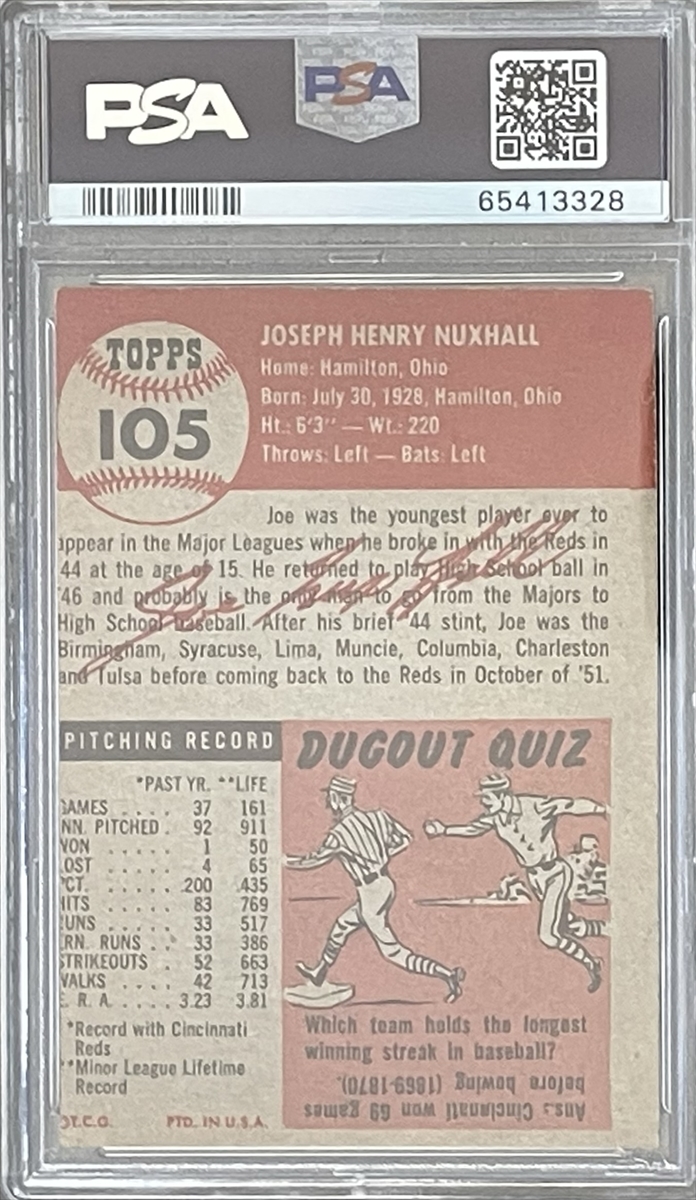 PSA
PSA
65413328
TOPPS
105
JOSEPH HENRY NUXHALL
Home: Hamilton, Ohio
Born: July 30, 1928, Hamilton, Ohio
Ht.: 6'3" — Wt.: 220
Throws: Left — Bats: Left
Joe was the youngest player ever to
appear in the Major Leagues when he broke in with the Reds in
'44 at the age of 15. He returned to play High School ball in
'46 and probably is the only man to go from the Majors to
High School baseball. After his brief '44 stint, Joe was the
Birmingham, Syracuse, Lima, Muncie, Columbia, Charleston
and Tulsa before coming back to the Reds in October of '51.
Joe Nuxhall
PITCHING RECORD
*PAST YR. **LIFE
GAMES . . . . 37 161
NN. PITCHED . 92 911
WON . . . . . 1 50
OST . . . . . 4 65
CT. . . . . . .200 .435
HITS . . . . . 83 769
RUNS . . . . . 33 517
ERN. RUNS . . 33 386
STRIKEOUTS . 52 663
WALKS . . . . 42 713
E. R. A. . . . . 3.23 3.81
*Record with Cincinnati
Reds
**Minor League Lifetime
Record
©T.C.G. PTD. IN U.S.A.
DUGOUT QUIZ
Which team holds the longest
winning streak in baseball?
Ans.: Cincinnati won 69 games
before bowing (1869-1870).